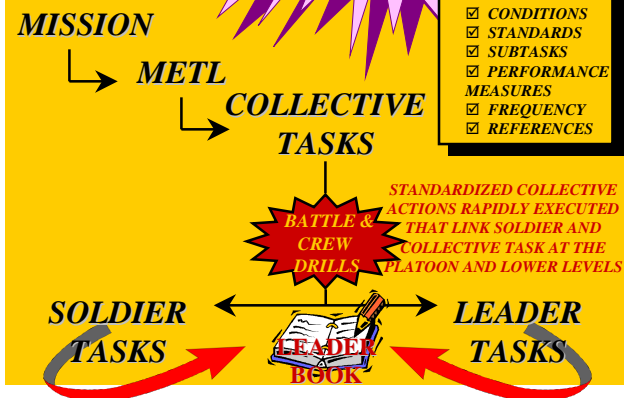 MISSION
METL
COLLECTIVE
TASKS
☑ CONDITIONS
☑ STANDARDS
☑ SUBTASKS
☑ PERFORMANCE
MEASURES
☑ FREQUENCY
☑ REFERENCES
BATTLE &
CREW
DRILLS
STANDARDIZED COLLECTIVE
ACTIONS RAPIDLY EXECUTED
THAT LINK SOLDIER AND
COLLECTIVE TASK AT THE
PLATOON AND LOWER LEVELS
SOLDIER
TASKS
LEADER
BOOK
LEADER
TASKS